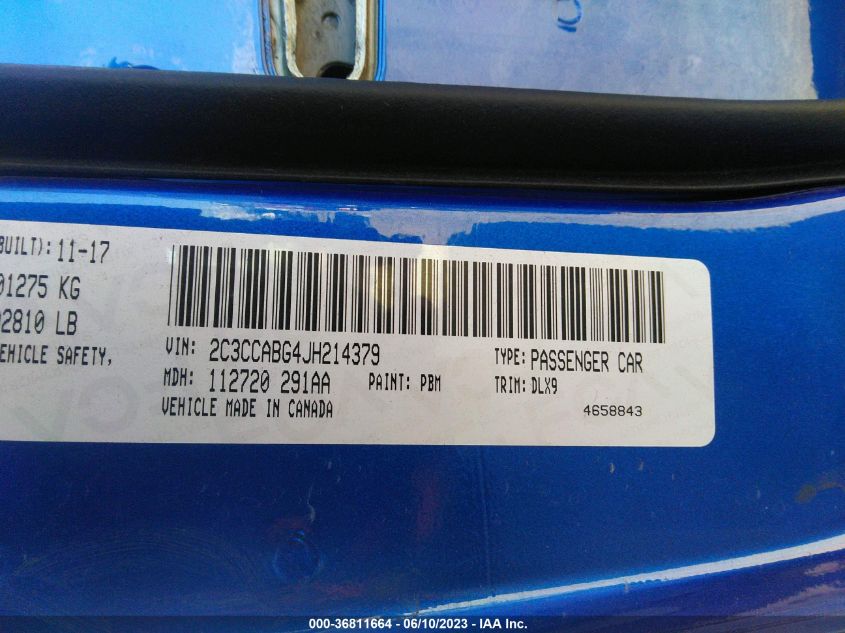 BUILT): 11-17
01275 KG
02810 LB
VEHICLE SAFETY,
VIN: 2C3CCABG4JH214379
TYPE: PASSENGER CAR
MDH: 112720 291AA
PAINT: PBM
TRIM: DLX9
VEHICLE MADE IN CANADA
4658843
000-36811664 - 06/10/2023 - IAA Inc.